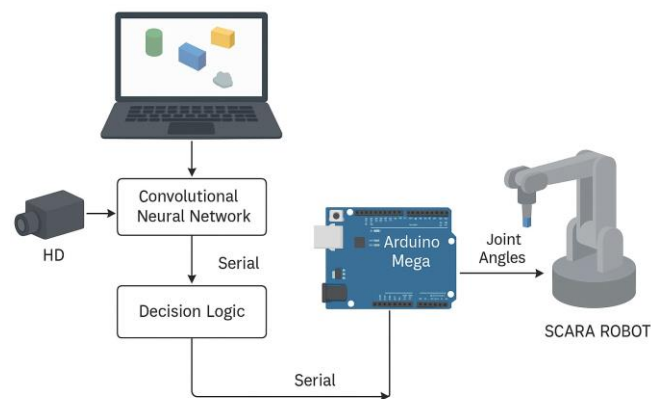 Convolutional
Neural Network
HD
Serial
Decision Logic
Serial
Arduino
Mega
Joint
Angles
SCARA ROBOT